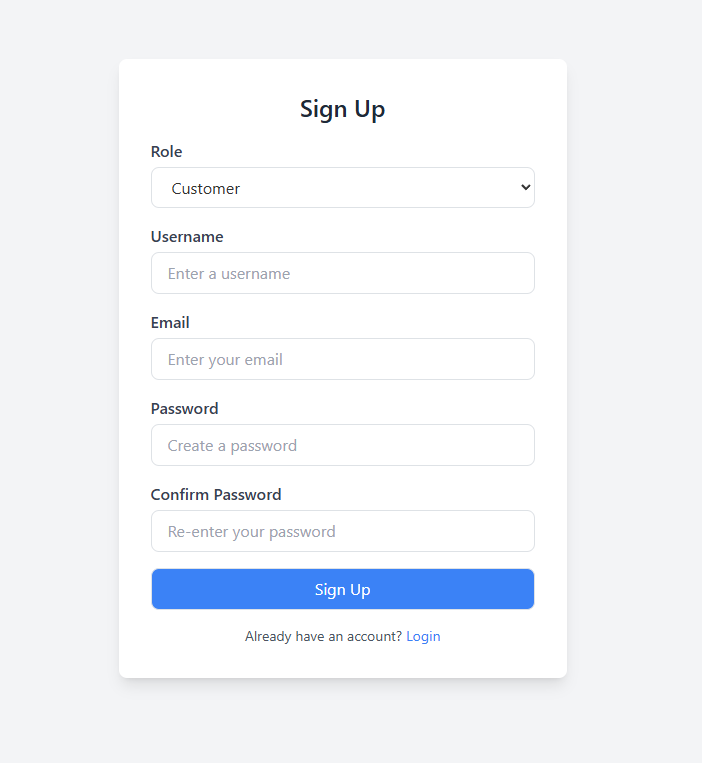 Sign Up
Role
Customer
Username
Enter a username
Email
Enter your email
Password
Create a password
Confirm Password
Re-enter your password
Sign Up
Already have an account? Login